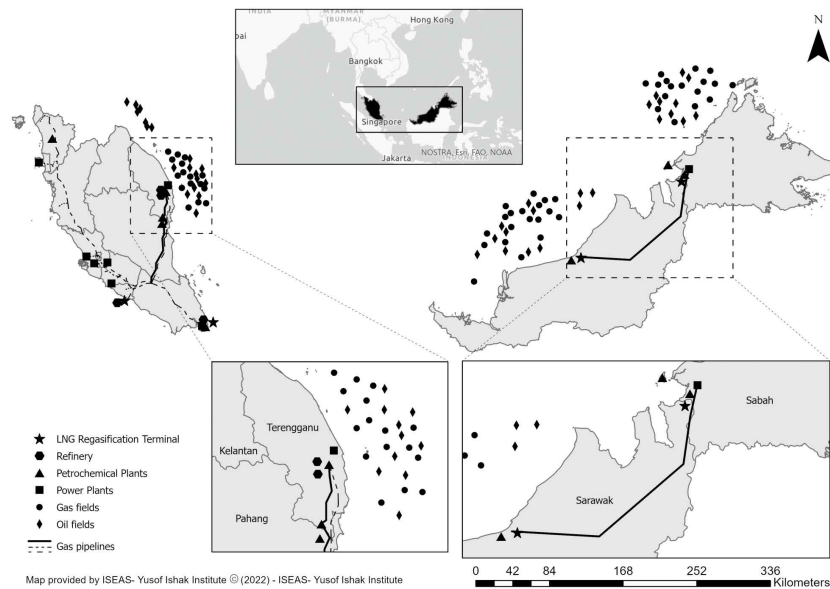 INDIA
MYANMAR
(BURMA)
Hong Kong
Bangkok
Singapore
Jakarta
NOSTRA, Esri, FAO, NOAA
N
Terengganu
Kelantan
Pahang
Sabah
Sarawak
LNG Regasification Terminal
Refinery
Petrochemical Plants
Power Plants
Gas fields
Oil fields
Gas pipelines
Map provided by ISEAS- Yusof Ishak Institute © (2022) - ISEAS- Yusof Ishak Institute
0 42 84 168 252 336
Kilometers